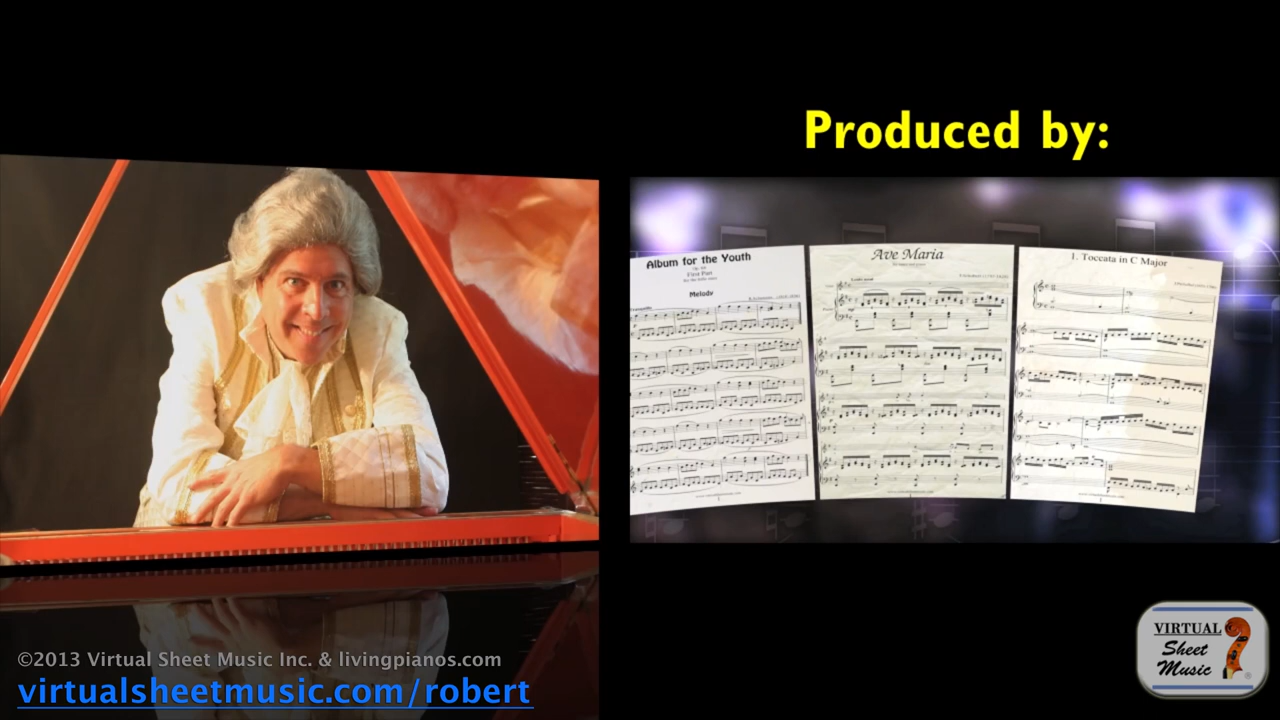 Produced by:
Album for the Youth
First Part
Melody
Ave Maria
1. Toccata in C Major
©2013 Virtual Sheet Music Inc. & livingpianos.com
virtualsheetmusic.com/robert
VIRTUAL
Sheet
Music